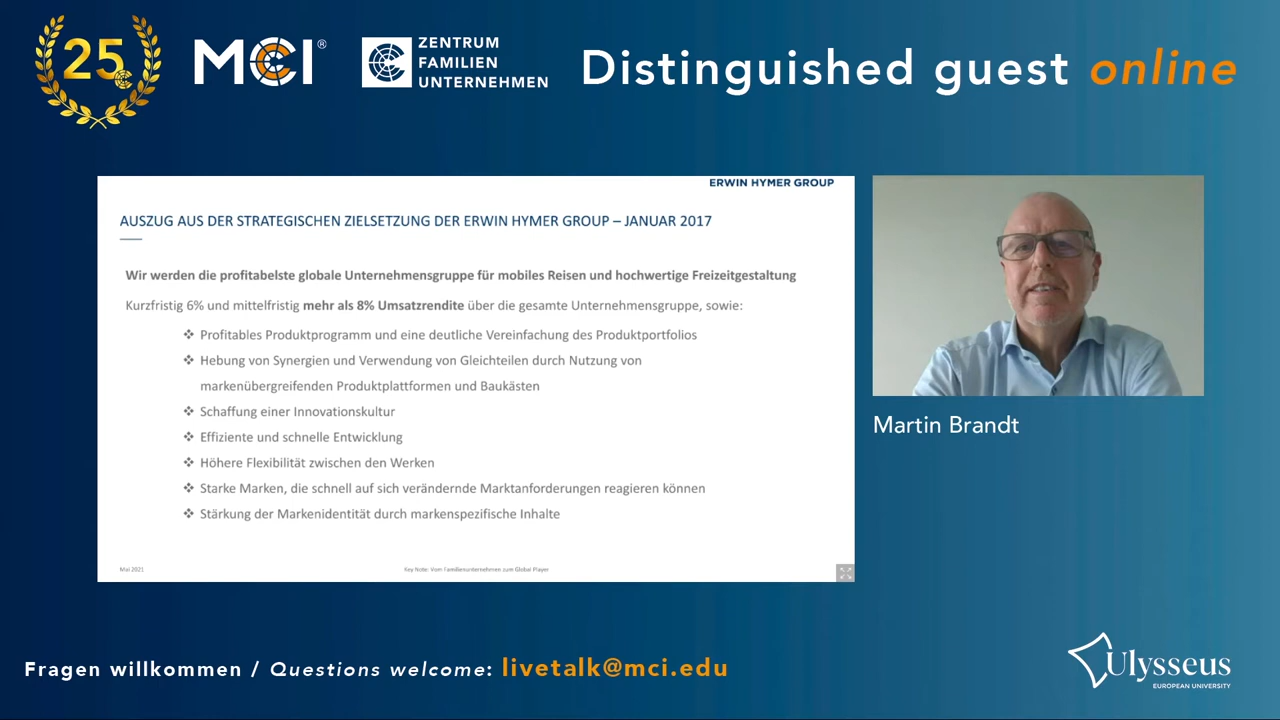 25
MCI®
ZENTRUM
FAMILIEN
UNTERNEHMEN
Distinguished guest online
ERWIN HYMER GROUP
AUSZUG AUS DER STRATEGISCHEN ZIELSETZUNG DER ERWIN HYMER GROUP – JANUAR 2017
Wir werden die profitabelste globale Unternehmensgruppe für mobiles Reisen und hochwertige Freizeitgestaltung
Kurzfristig 6% und mittelfristig mehr als 8% Umsatzrendite über die gesamte Unternehmensgruppe, sowie:
❖ Profitables Produktprogramm und eine deutliche Vereinfachung des Produktportfolios
❖ Hebung von Synergien und Verwendung von Gleichteilen durch Nutzung von
markenübergreifenden Produktplattformen und Baukästen
❖ Schaffung einer Innovationskultur
❖ Effiziente und schnelle Entwicklung
❖ Höhere Flexibilität zwischen den Werken
❖ Starke Marken, die schnell auf sich verändernde Marktanforderungen reagieren können
❖ Stärkung der Markenidentität durch markenspezifische Inhalte
Mai 2021
Key Note: Vom Familienunternehmen zum Global Player
Martin Brandt
Fragen willkommen / Questions welcome: livetalk@mci.edu
Ulysseus
EUROPEAN UNIVERSITY